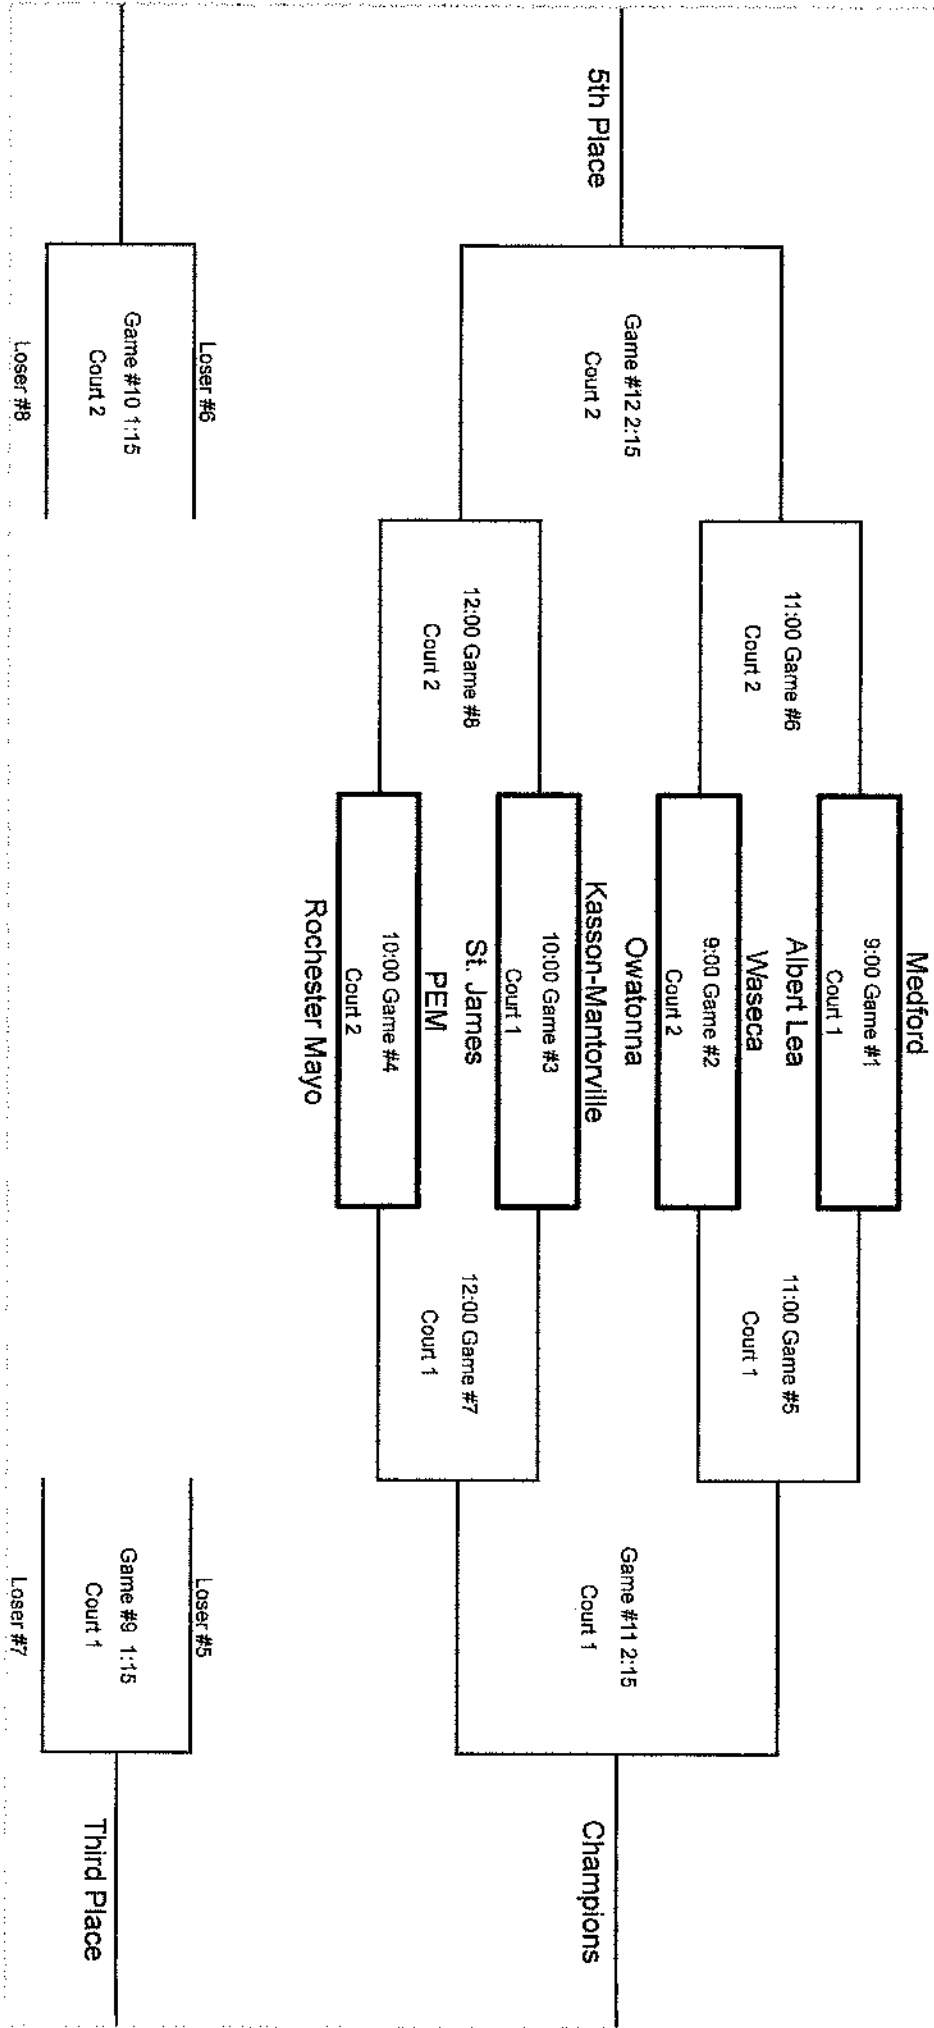 Medford
9:00 Game #1
Court 1
Albert Lea
11:00 Game #6
Court 2
11:00 Game #5
Court 1
Waseca
9:00 Game #2
Court 2
Owatonna
5th Place
Game #12 2:15
Court 2
Game #11 2:15
Court 1
Champions
Kasson-Mantorville
10:00 Game #3
Court 1
St. James
12:00 Game #8
Court 2
12:00 Game #7
Court 1
PEM
10:00 Game #4
Court 2
Rochester Mayo
Loser #6
Game #10 1:15
Court 2
Loser #8
Loser #5
Game #9 1:15
Court 1
Loser #7
Third Place